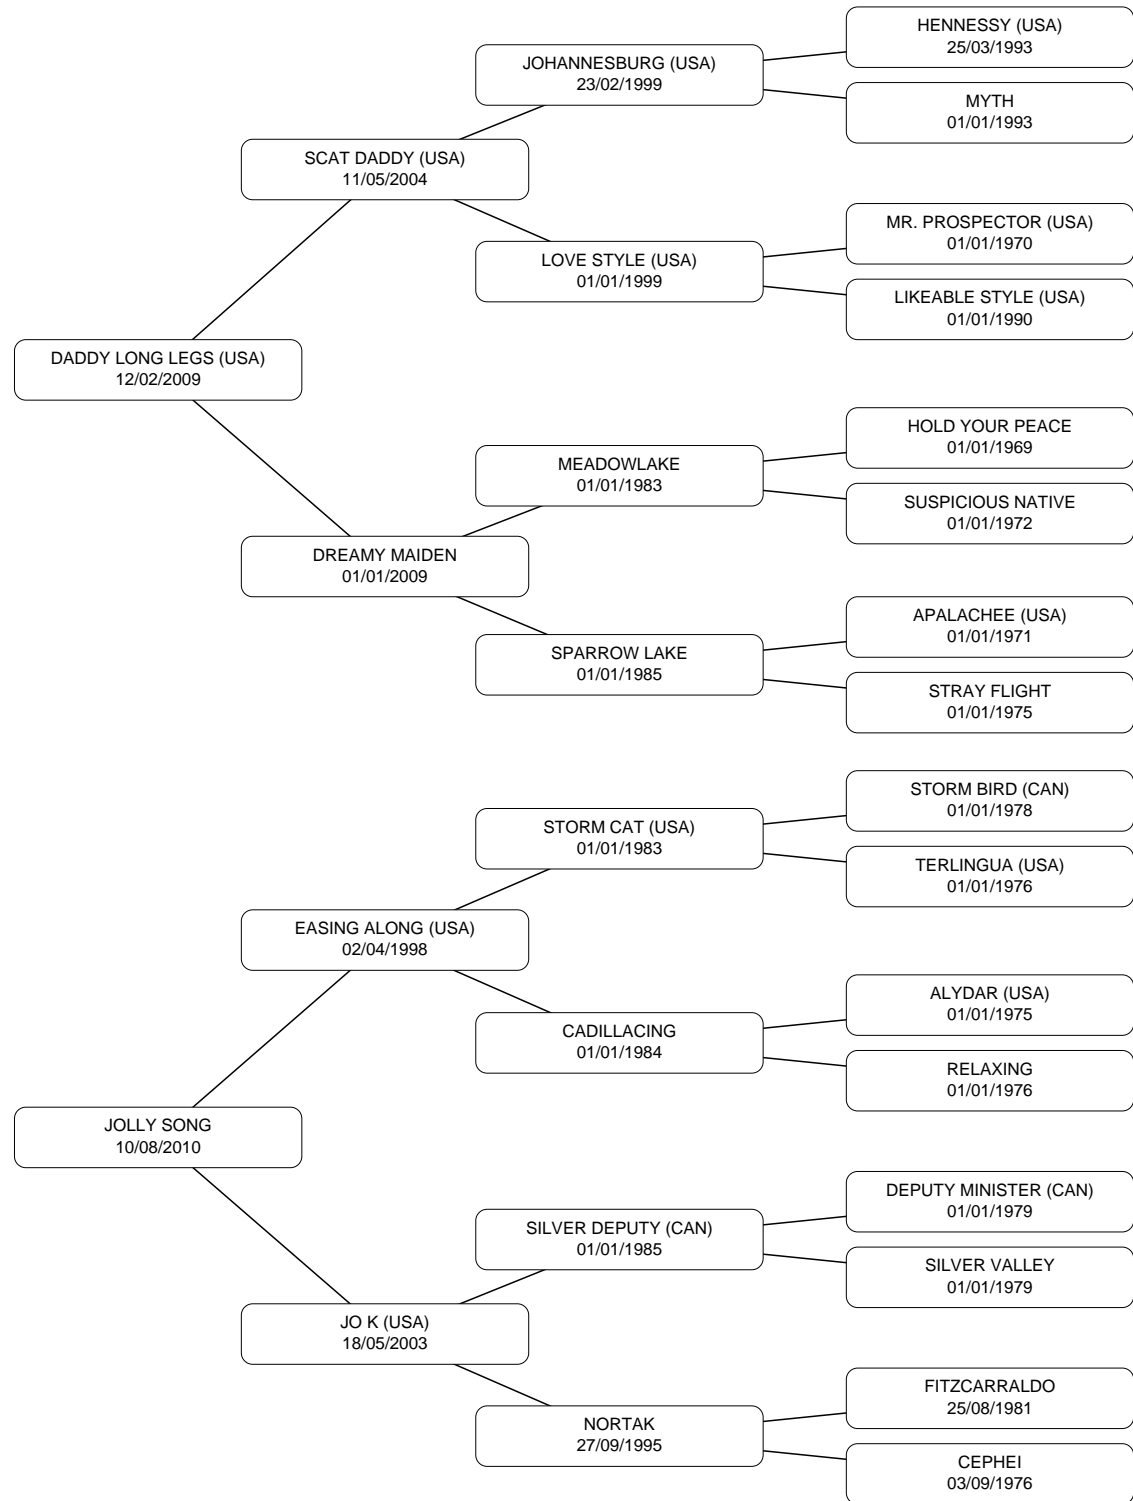 HENNESSY (USA)
25/03/1993
JOHANNESBURG (USA)
23/02/1999
MYTH
01/01/1993
SCAT DADDY (USA)
11/05/2004
MR. PROSPECTOR (USA)
01/01/1970
LOVE STYLE (USA)
01/01/1999
LIKEABLE STYLE (USA)
01/01/1990
DADDY LONG LEGS (USA)
12/02/2009
HOLD YOUR PEACE
01/01/1969
MEADOWLAKE
01/01/1983
SUSPICIOUS NATIVE
01/01/1972
DREAMY MAIDEN
01/01/2009
APALACHEE (USA)
01/01/1971
SPARROW LAKE
01/01/1985
STRAY FLIGHT
01/01/1975
STORM BIRD (CAN)
01/01/1978
STORM CAT (USA)
01/01/1983
TERLINGUA (USA)
01/01/1976
EASING ALONG (USA)
02/04/1998
ALYDAR (USA)
01/01/1975
CADILLACING
01/01/1984
RELAXING
01/01/1976
JOLLY SONG
10/08/2010
DEPUTY MINISTER (CAN)
01/01/1979
SILVER DEPUTY (CAN)
01/01/1985
SILVER VALLEY
01/01/1979
JO K (USA)
18/05/2003
FITZCARRALDO
25/08/1981
NORTAK
27/09/1995
CEPHEI
03/09/1976